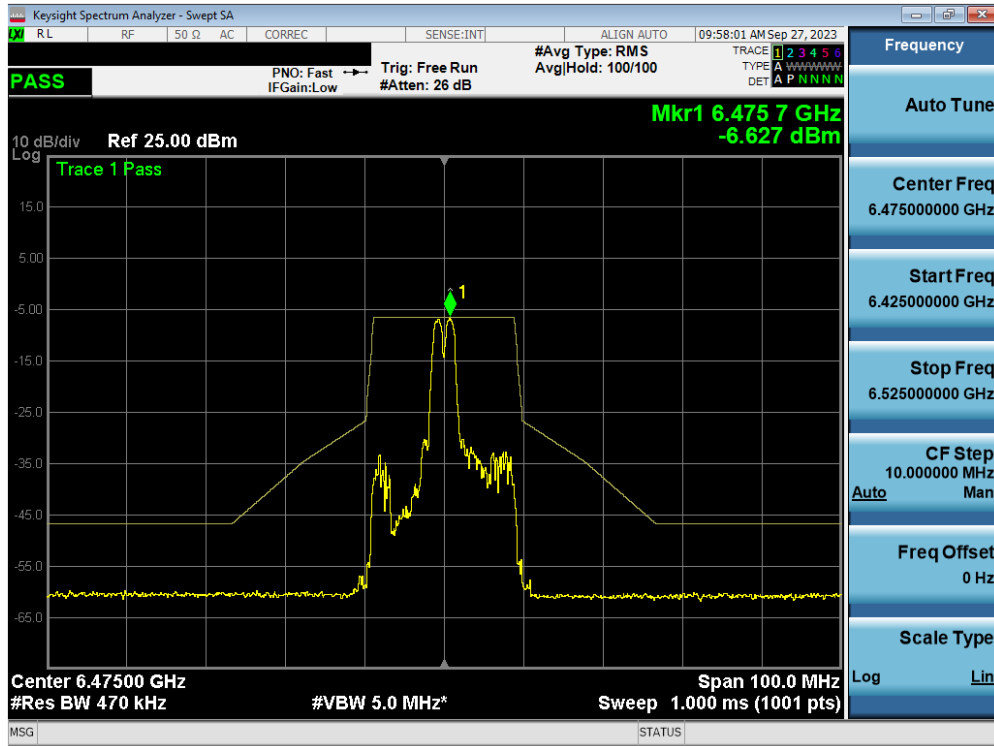 Keysight Spectrum Analyzer - Swept SA
LXI RL RF 50 Ω AC CORREC SENSE:INT ALIGN AUTO 09:58:01 AM Sep 27, 2023
#Avg Type: RMS TRACE 1 2 3 4 5 6
PNO: Fast Trig: Free Run Avg|Hold: 100/100 TYPE A WWWWW
PASS IFGain:Low #Atten: 26 dB DET A P N N N N
Mkr1 6.475 7 GHz
-6.627 dBm
10 dB/div Ref 25.00 dBm
Log
Trace 1 Pass
15.0
5.00
1
-5.00
-15.0
-25.0
-35.0
-45.0
-55.0
-65.0
Center 6.47500 GHz Span 100.0 MHz
#Res BW 470 kHz #VBW 5.0 MHz* Sweep 1.000 ms (1001 pts)
MSG STATUS
Frequency
Auto Tune
Center Freq
6.475000000 GHz
Start Freq
6.425000000 GHz
Stop Freq
6.525000000 GHz
CF Step
10.000000 MHz
Auto Man
Freq Offset
0 Hz
Scale Type
Log Lin